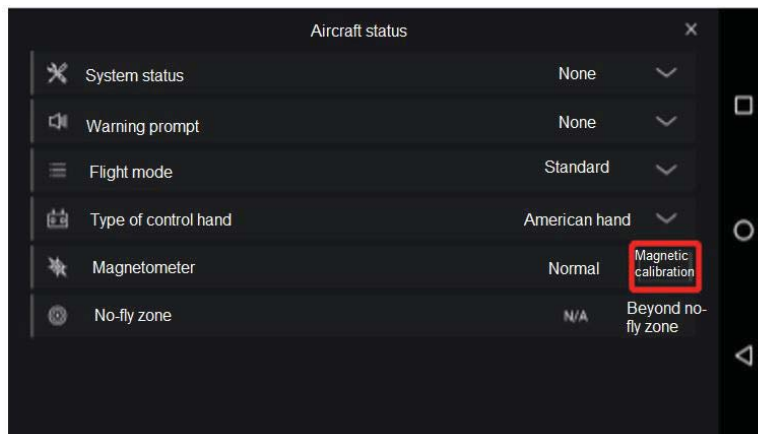 Aircraft status
System status None
Warning prompt None
Flight mode Standard
Type of control hand American hand
Magnetometer Normal Magnetic
calibration
No-fly zone N/A Beyond no-
fly zone